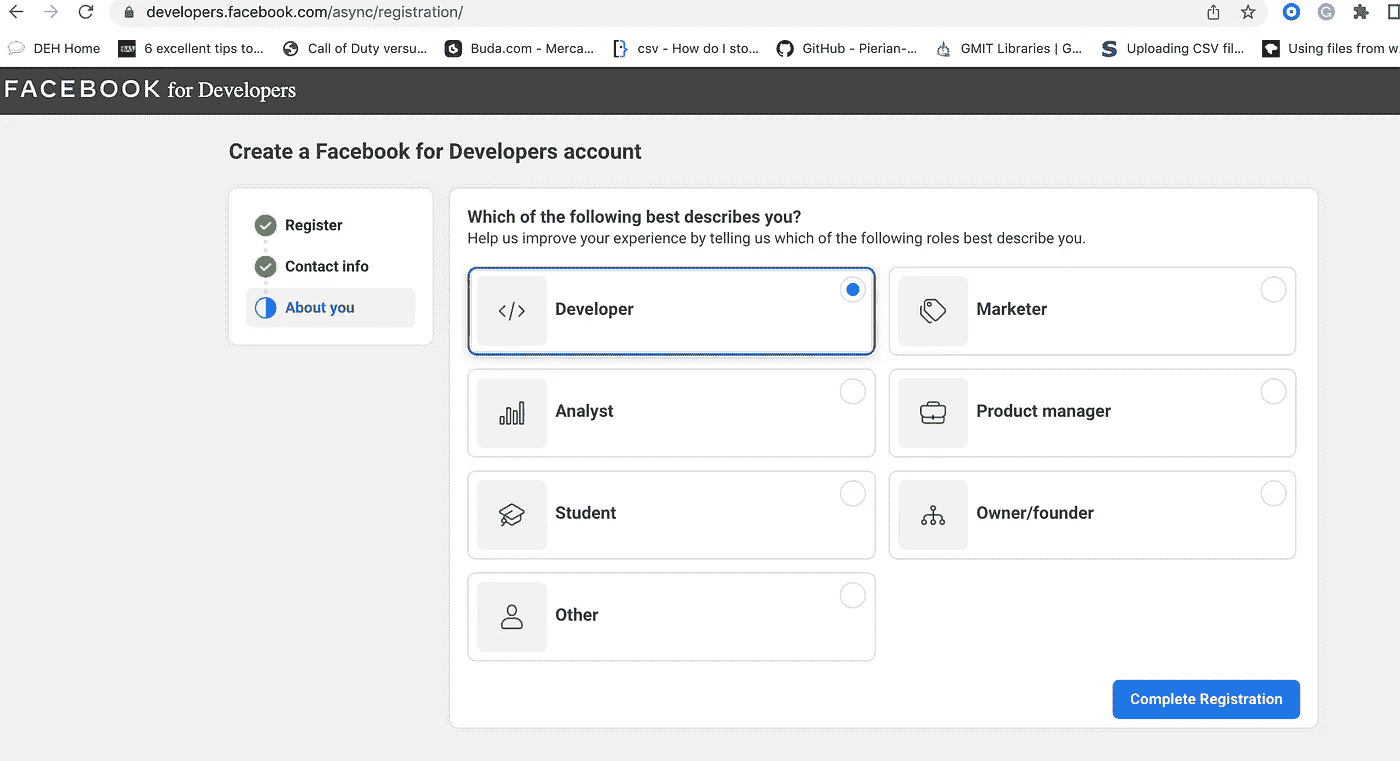 developers.facebook.com/async/registration/
DEH Home 6 excellent tips to... Call of Duty versu... Buda.com - Merca... csv - How do I sto... GitHub - Pierian-... GMIT Libraries | G... Uploading CSV fil... Using files from w
FACEBOOK for Developers
Create a Facebook for Developers account
Register
Contact info
About you
Which of the following best describes you?
Help us improve your experience by telling us which of the following roles best describe you.
Developer
Marketer
Analyst
Product manager
Student
Owner/founder
Other
Complete Registration